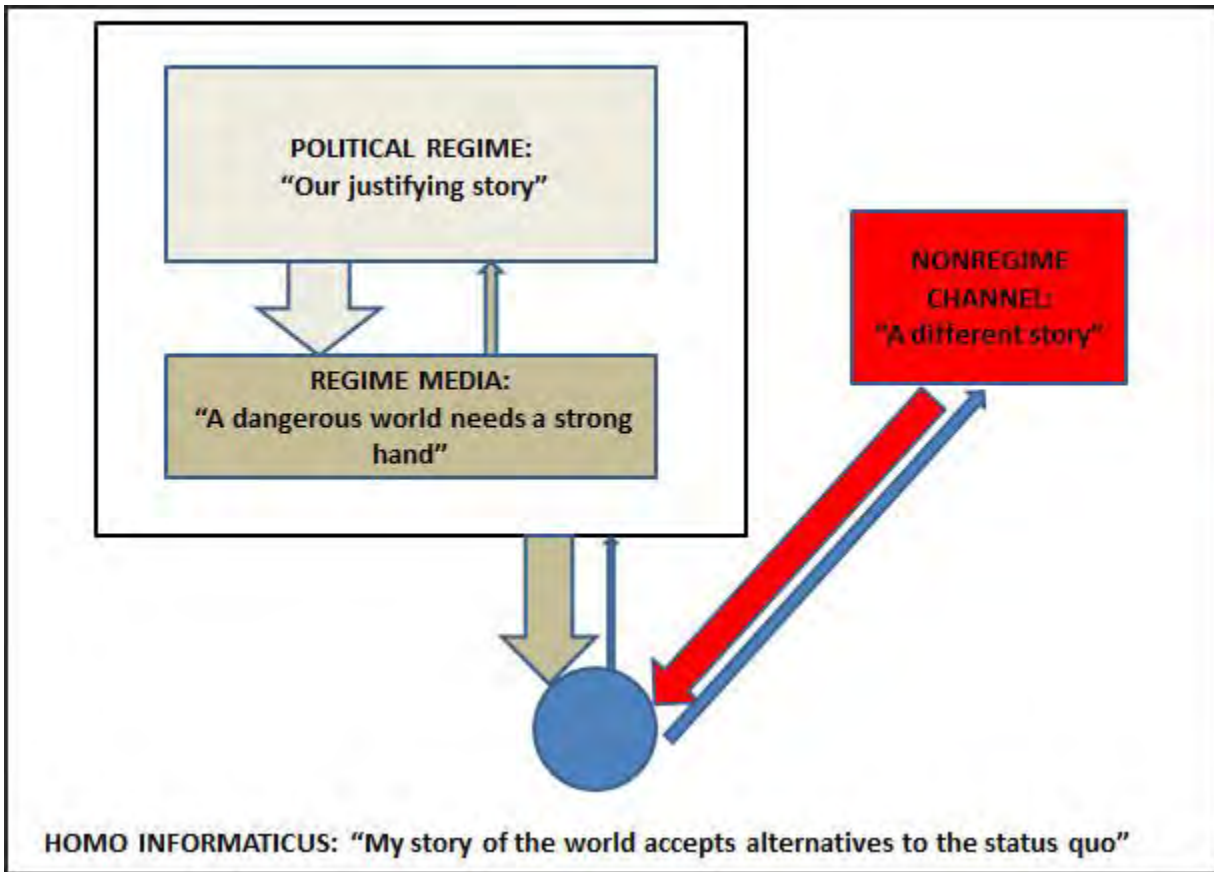 POLITICAL REGIME:
“Our justifying story”
REGIME MEDIA:
“A dangerous world needs a strong
hand”
NONREGIME
CHANNEL:
“A different story”
HOMO INFORMATICUS: “My story of the world accepts alternatives to the status quo”